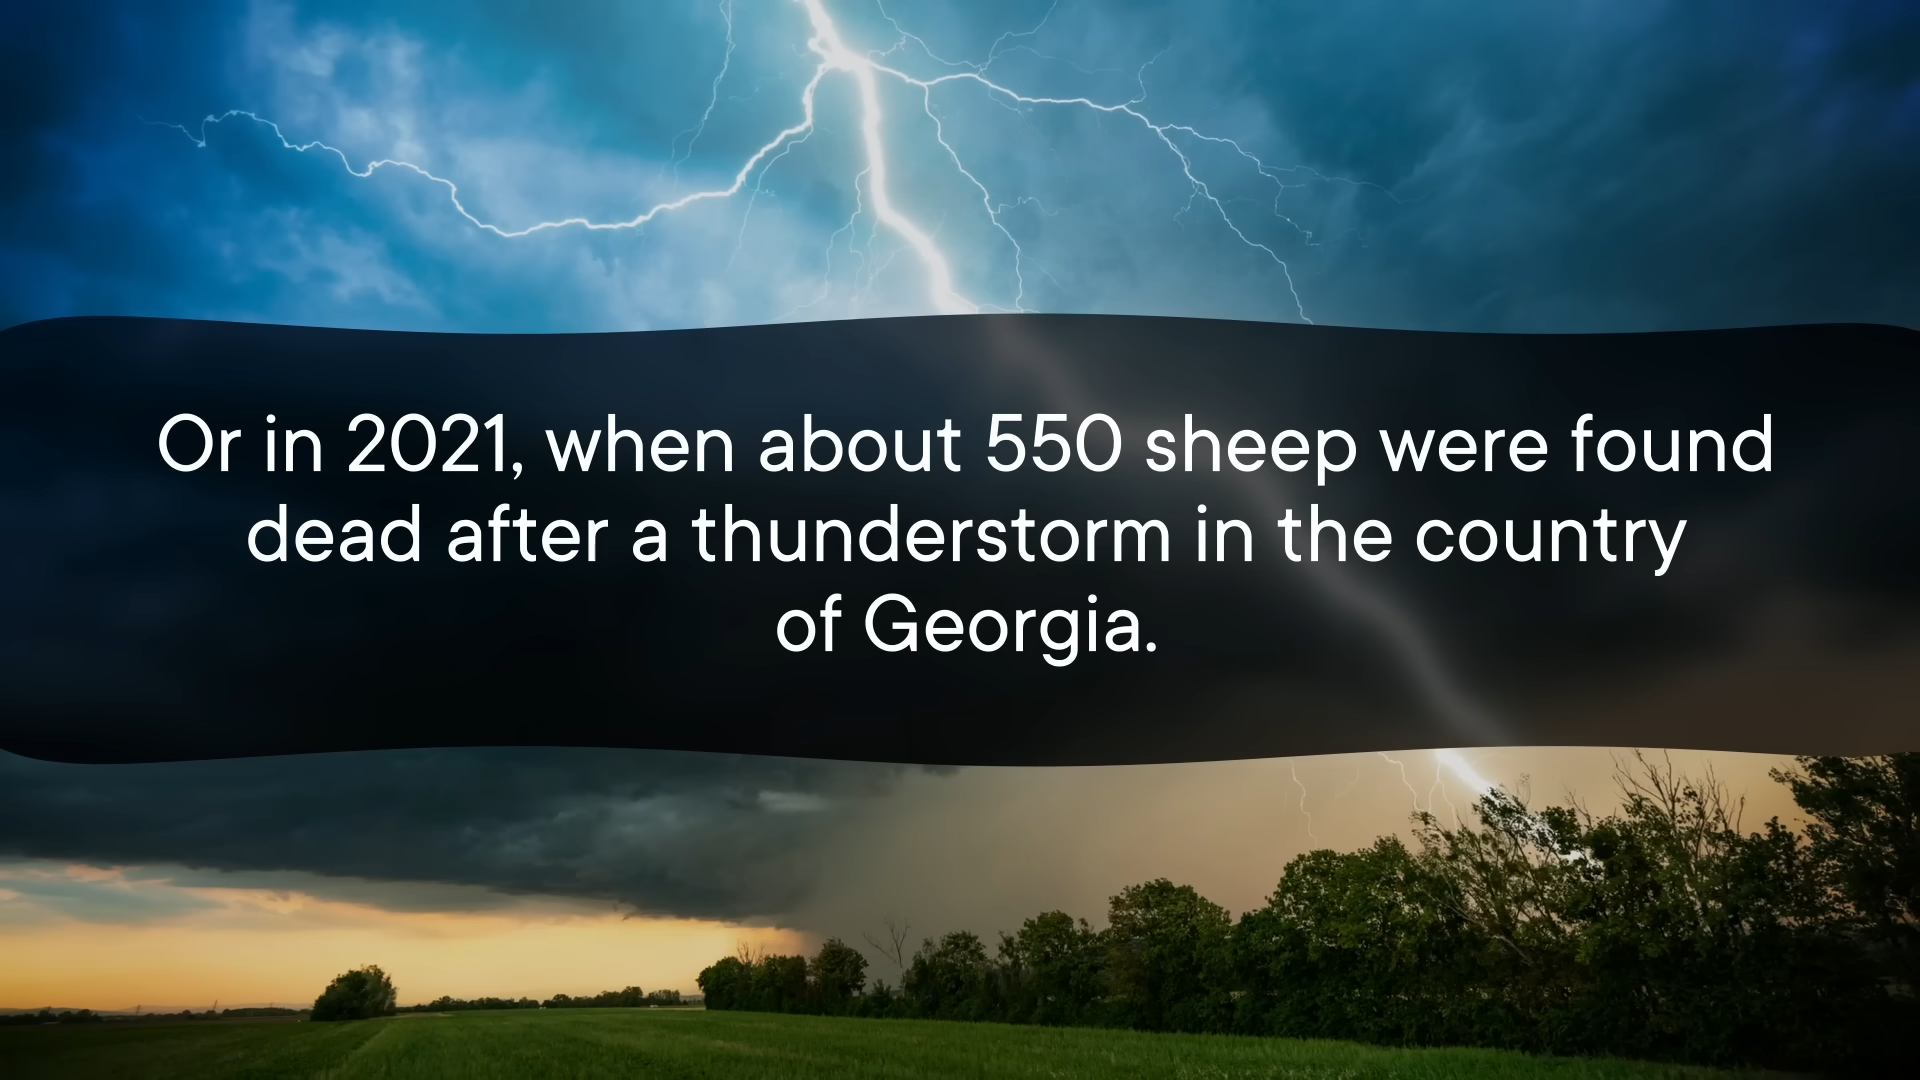 Or in 2021, when about 550 sheep were found
dead after a thunderstorm in the country
of Georgia.